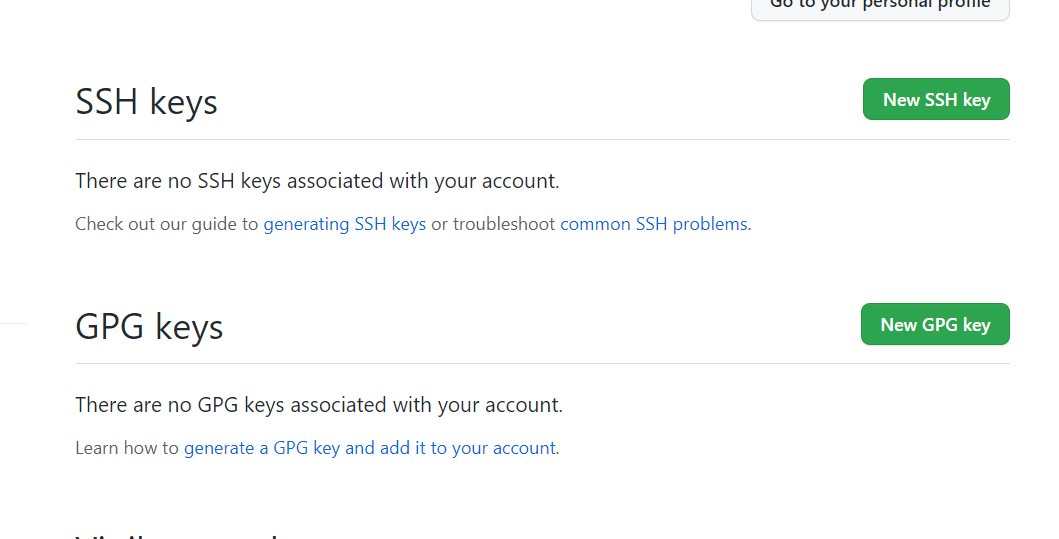 Go to your personal profile
SSH keys
New SSH key
There are no SSH keys associated with your account.
Check out our guide to generating SSH keys or troubleshoot common SSH problems.
GPG keys
New GPG key
There are no GPG keys associated with your account.
Learn how to generate a GPG key and add it to your account.